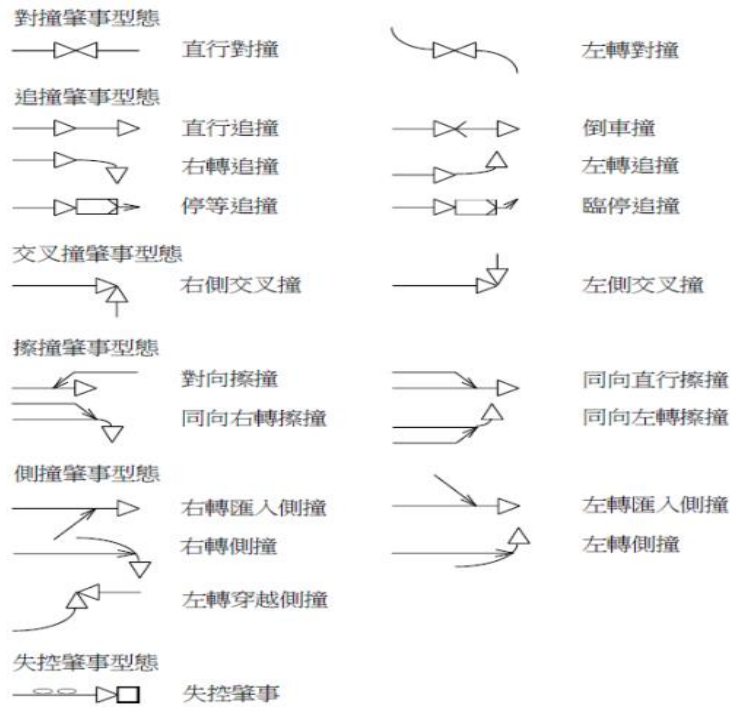 對撞肇事型態
直行對撞 左轉對撞
追撞肇事型態
直行追撞 倒車撞
右轉追撞 左轉追撞
停等追撞 臨停追撞
交叉撞肇事型態
右側交叉撞 左側交叉撞
擦撞肇事型態
對向擦撞 同向直行擦撞
同向右轉擦撞 同向左轉擦撞
側撞肇事型態
右轉匯入側撞 左轉匯入側撞
右轉側撞 左轉側撞
左轉穿越側撞
失控肇事型態
失控肇事